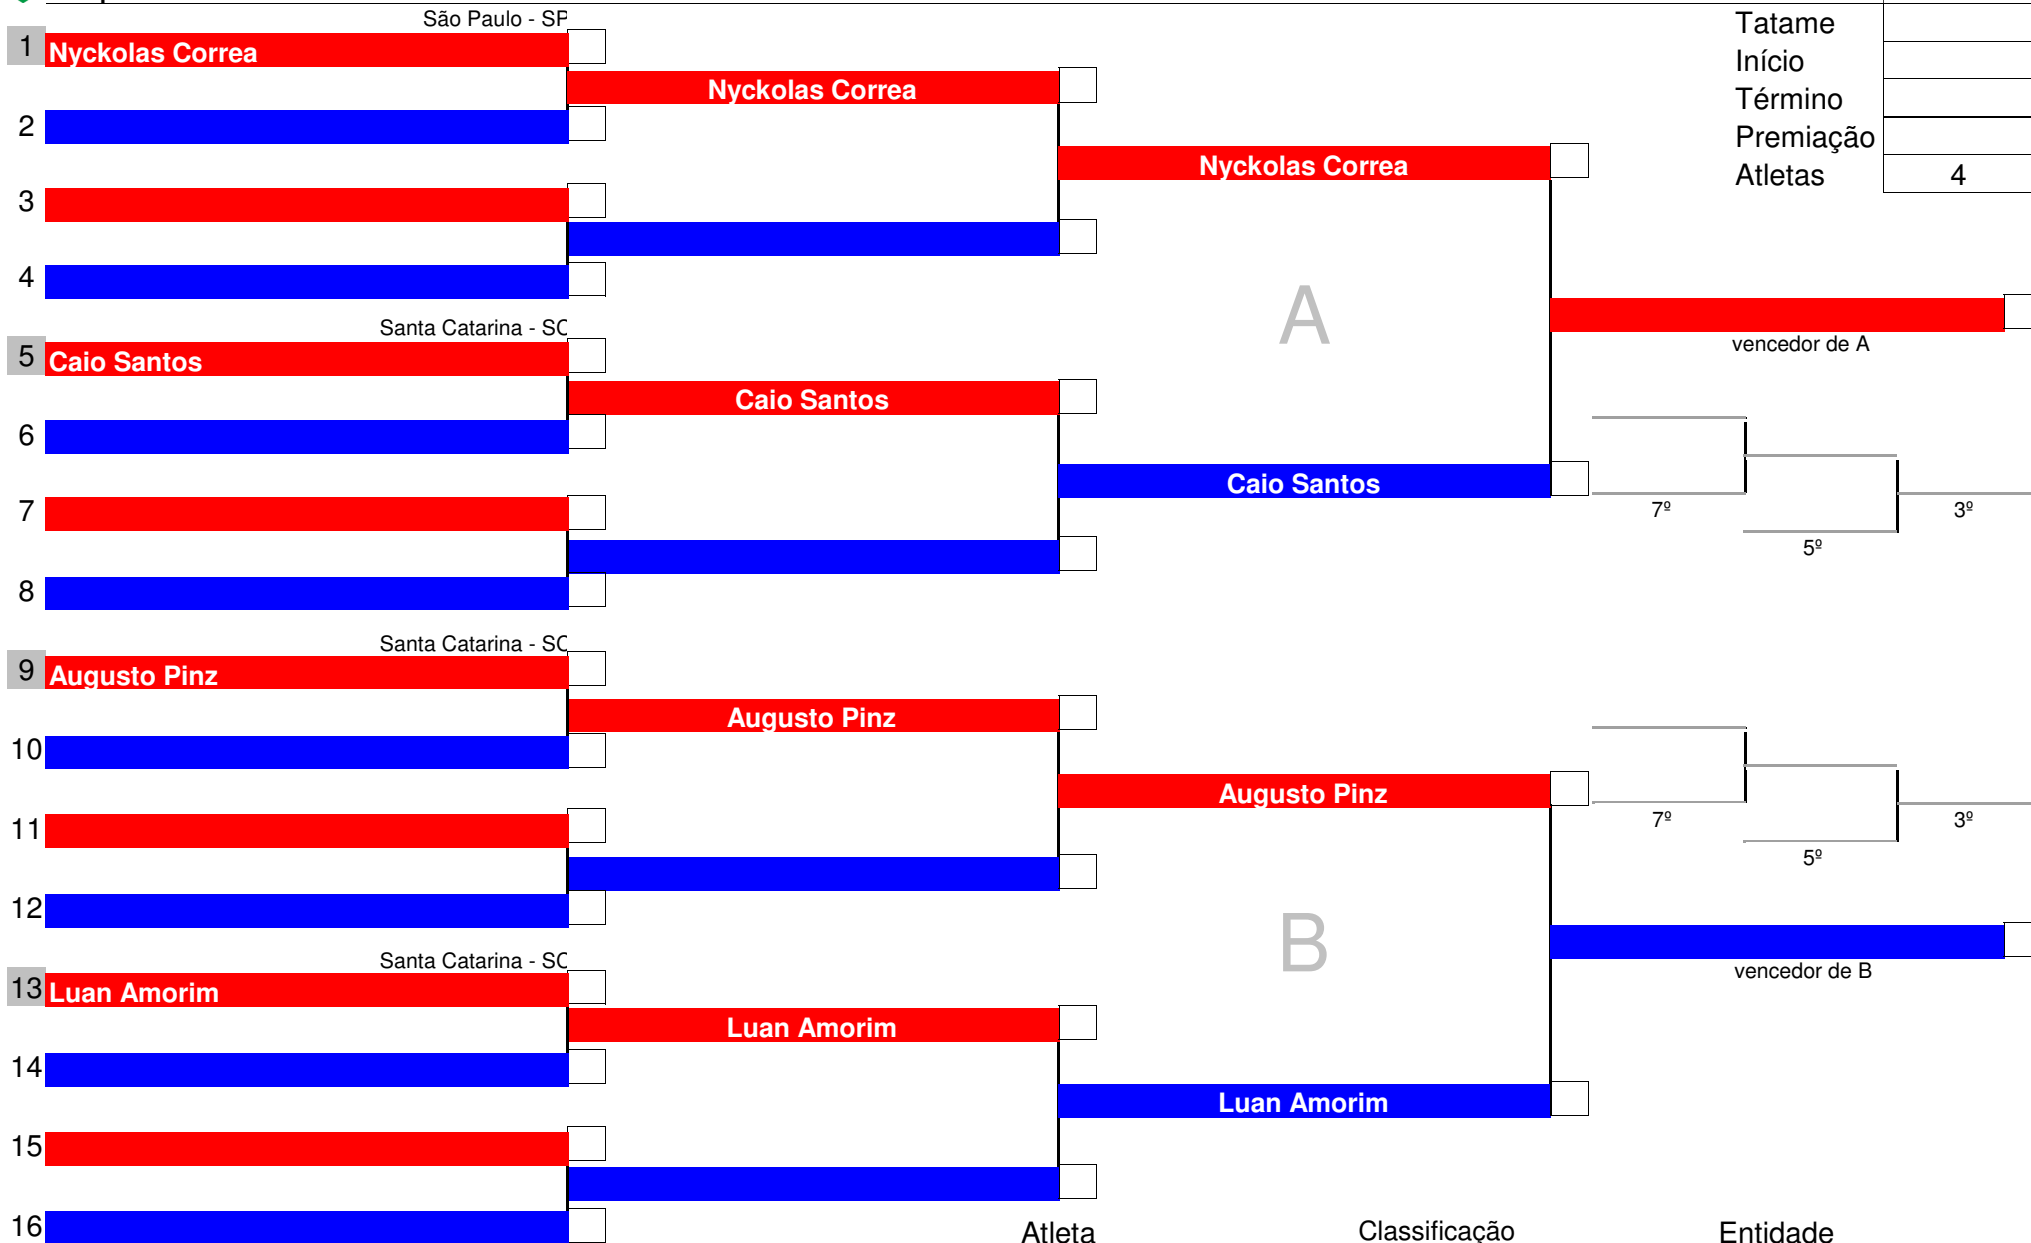 São Paulo - SP
Tatame
1 Nyckolas Correa
Início
Nyckolas Correa
Término
2
Premiação
Nyckolas Correa
Atletas 4
3
4
A
Santa Catarina - SC
vencedor de A
5 Caio Santos
Caio Santos
6
Caio Santos
7
7º 3º
5º
8
Santa Catarina - SC
9 Augusto Pinz
Augusto Pinz
10
Augusto Pinz
7º 3º
11
5º
12
B
Santa Catarina - SC
vencedor de B
13 Luan Amorim
Luan Amorim
14
Luan Amorim
15
16
Atleta Classificação Entidade